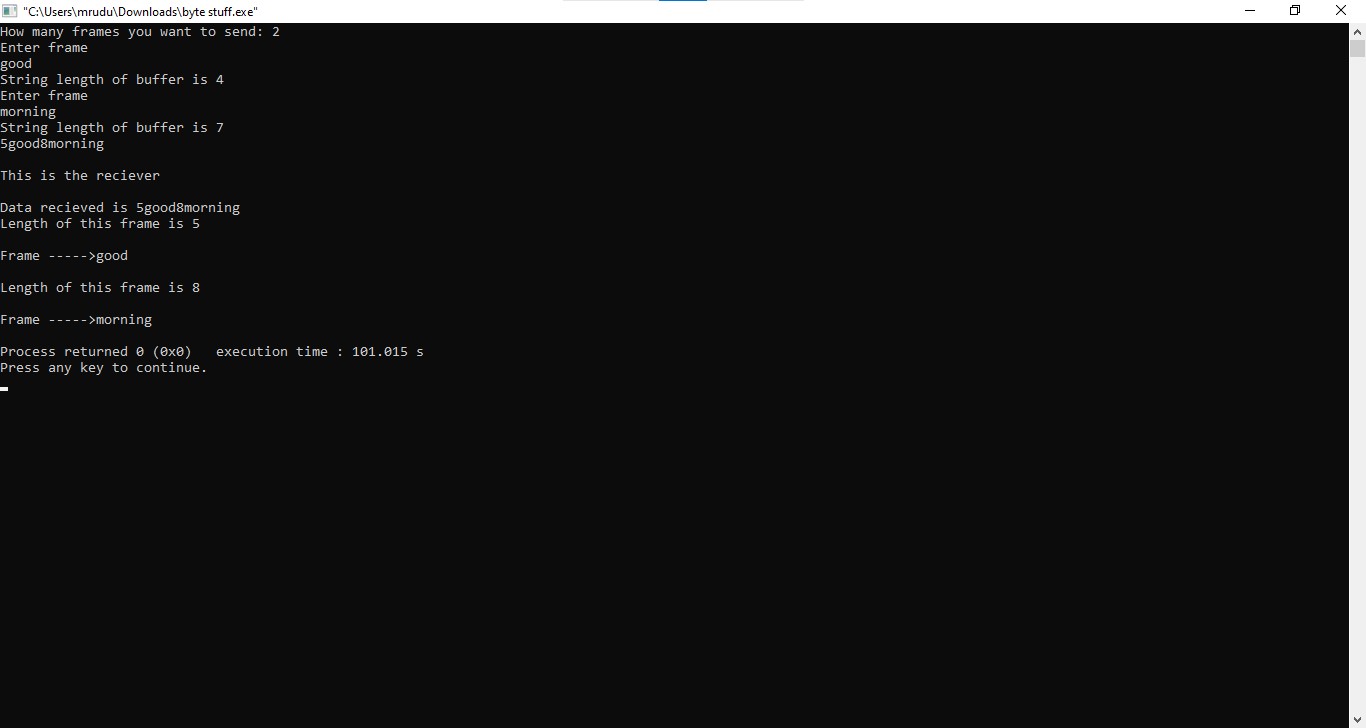 "C:\Users\mrudu\Downloads\byte stuff.exe"
How many frames you want to send: 2
Enter frame
good
String length of buffer is 4
Enter frame
morning
String length of buffer is 7
5good8morning
This is the reciever
Data recieved is 5good8morning
Length of this frame is 5
Frame ----->good
Length of this frame is 8
Frame ----->morning
Process returned 0 (0x0)   execution time : 101.015 s
Press any key to continue.